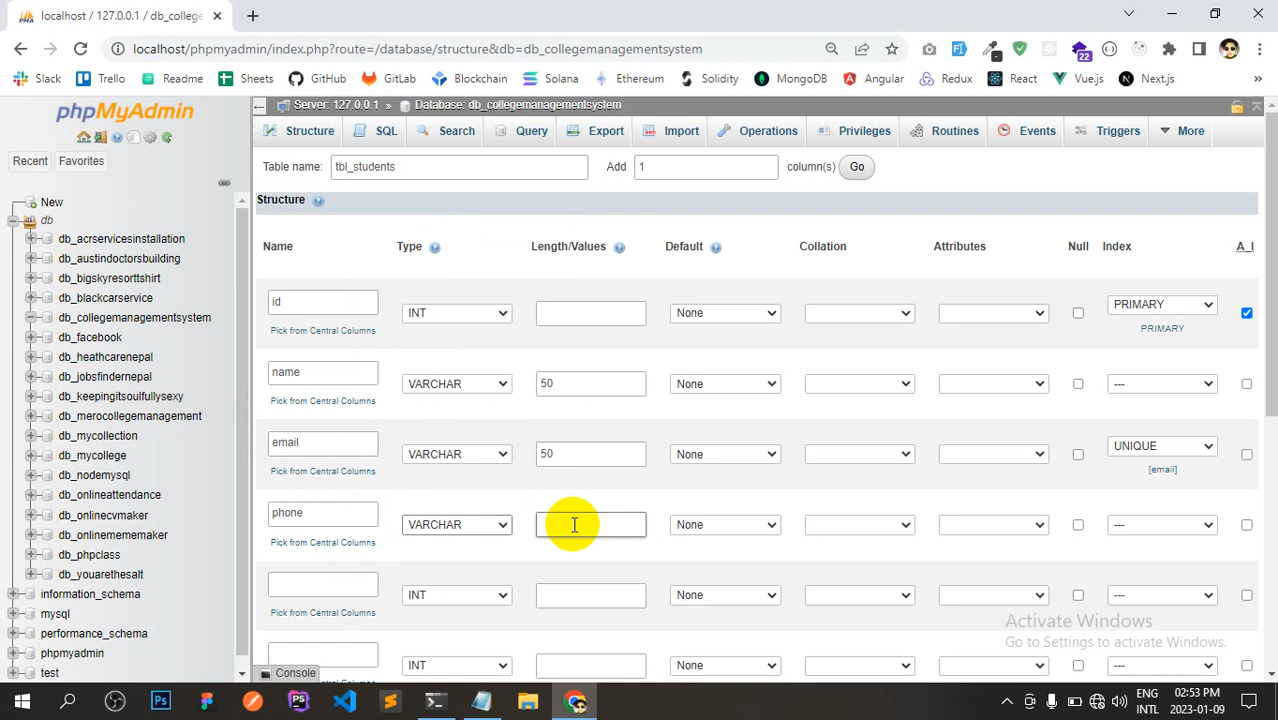 localhost / 127.0.0.1 / db_colleg
localhost/phpmyadmin/index.php?route=/database/structure&db=db_collegemanagementsystem
22
Slack Trello Readme Sheets GitHub GitLab Blockchain Solana Ethereum Solidity MongoDB Angular Redux React Vue.js Next.js »
phpMyAdmin
Recent Favorites
New
db
db_acrservicesinstallation
db_austindoctorsbuilding
db_bigskyresorttshirt
db_blackcarservice
db_collegemanagementsystem
db_facebook
db_heathcarenepal
db_jobsfindernepal
db_keepingitsoulfullysexy
db_merocollegemanagement
db_mycollection
db_mycollege
db_nodemysql
db_onlineattendance
db_onlinecvmaker
db_onlinemememaker
db_phpclass
db_youarethesalt
information_schema
mysql
performance_schema
phpmyadmin
test
Server: 127.0.0.1 » Database: db_collegemanagementsystem
Structure SQL Search Query Export Import Operations Privileges Routines Events Triggers More
Table name: tbl_students Add 1 column(s) Go
Structure
Name Type Length/Values Default Collation Attributes Null Index A_I
id INT None PRIMARY
Pick from Central Columns PRIMARY
name VARCHAR 50 None ---
Pick from Central Columns
email VARCHAR 50 None UNIQUE
Pick from Central Columns [email]
phone VARCHAR None ---
Pick from Central Columns
INT None ---
Pick from Central Columns
INT None ---
Console
Activate Windows
Go to Settings to activate Windows.
Ps
PS
ENG 02:53 PM
INTL 2023-01-09